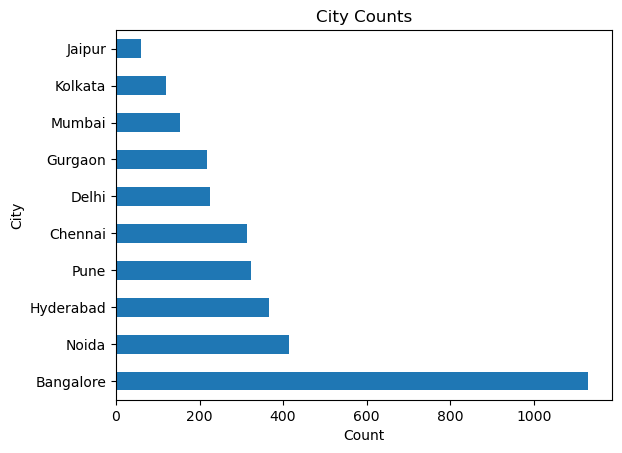 City Counts
City
Jaipur
Kolkata
Mumbai
Gurgaon
Delhi
Chennai
Pune
Hyderabad
Noida
Bangalore
0 200 400 600 800 1000
Count